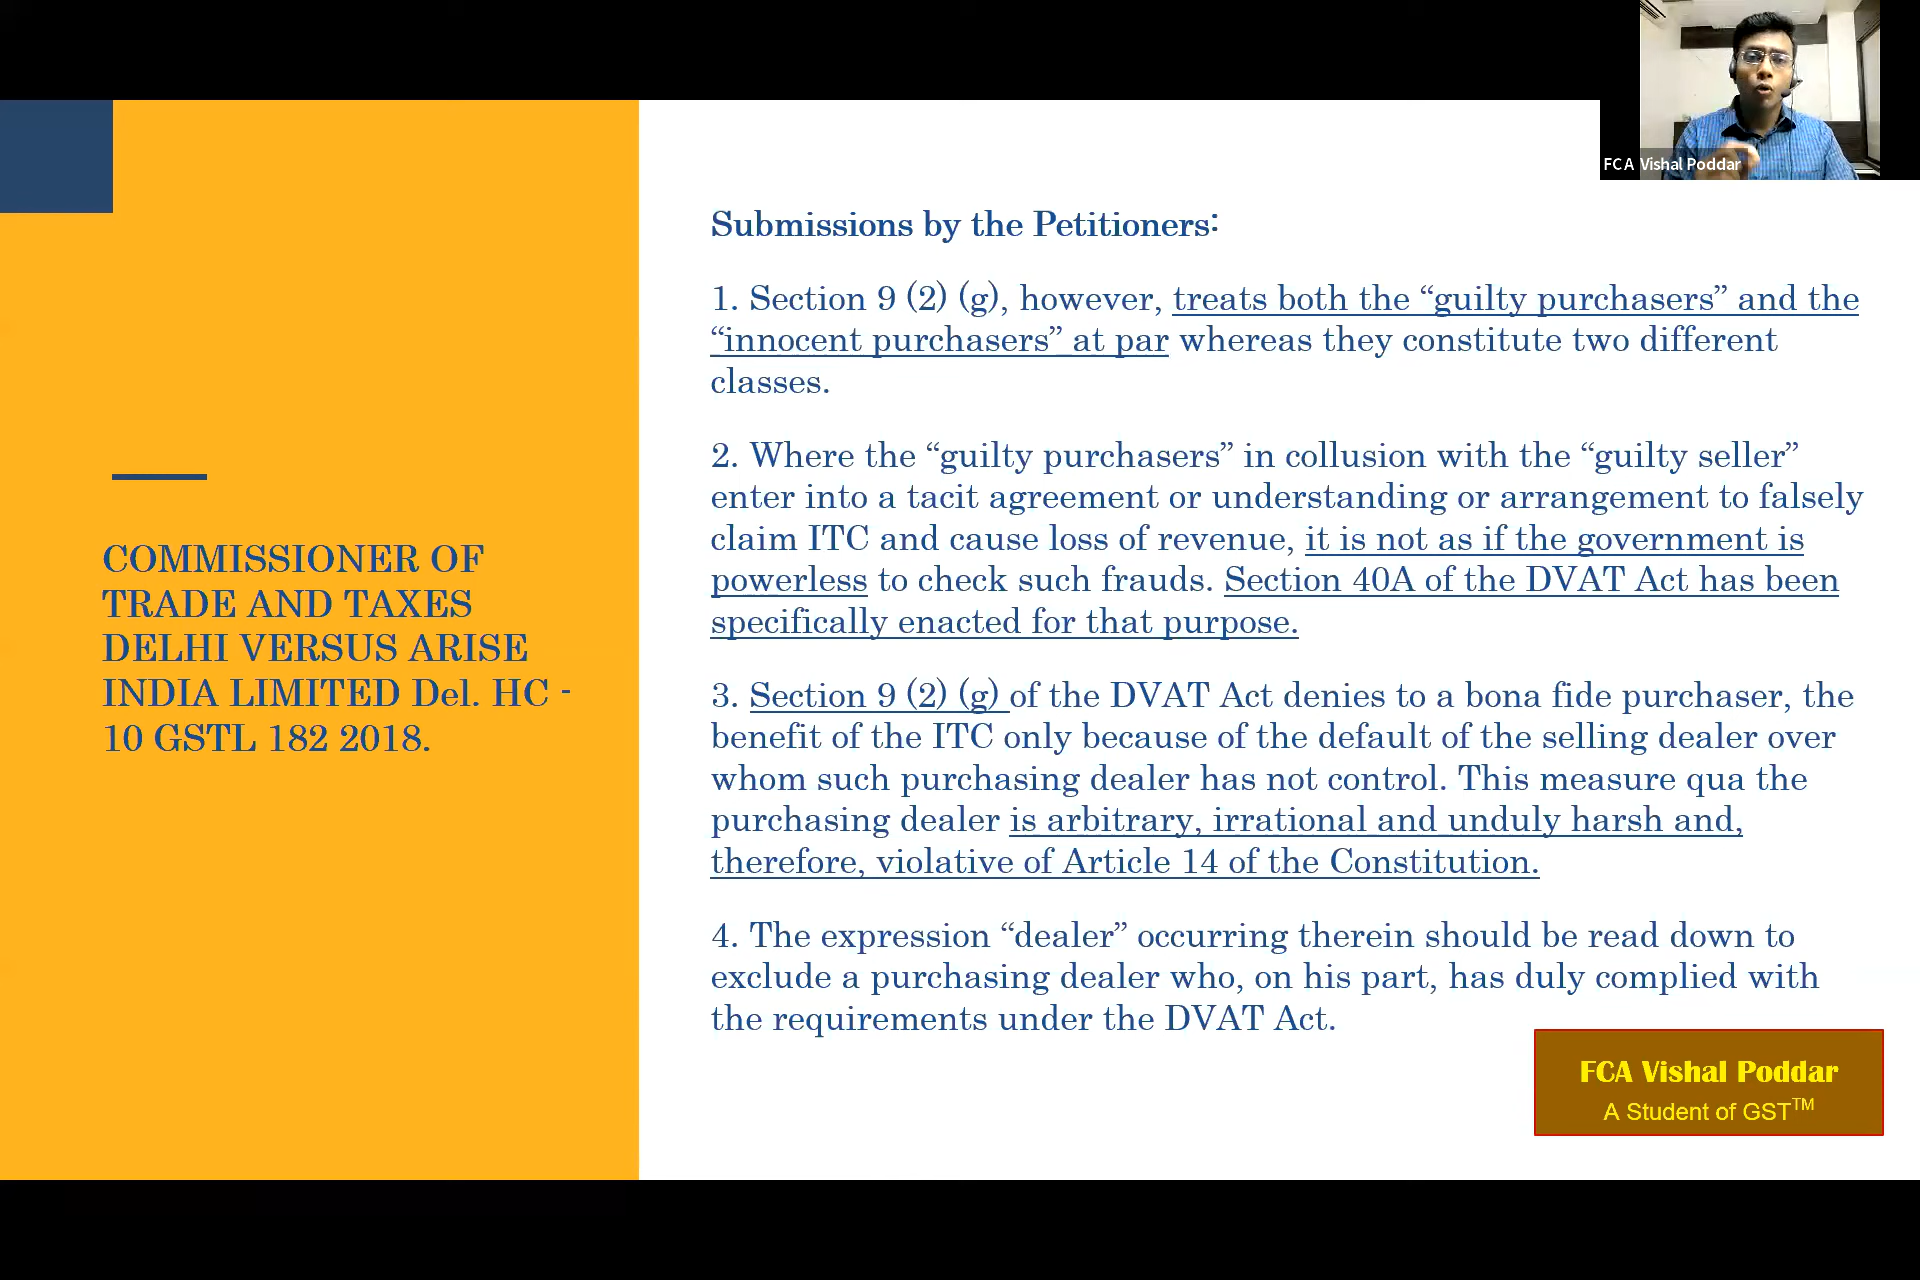 FCA Vishal Poddar
COMMISSIONER OF
TRADE AND TAXES
DELHI VERSUS ARISE
INDIA LIMITED Del. HC -
10 GSTL 182 2018.
Submissions by the Petitioners:
1. Section 9 (2) (g), however, treats both the “guilty purchasers” and the
“innocent purchasers” at par whereas they constitute two different
classes.
2. Where the “guilty purchasers” in collusion with the “guilty seller”
enter into a tacit agreement or understanding or arrangement to falsely
claim ITC and cause loss of revenue, it is not as if the government is
powerless to check such frauds. Section 40A of the DVAT Act has been
specifically enacted for that purpose.
3. Section 9 (2) (g) of the DVAT Act denies to a bona fide purchaser, the
benefit of the ITC only because of the default of the selling dealer over
whom such purchasing dealer has not control. This measure qua the
purchasing dealer is arbitrary, irrational and unduly harsh and,
therefore, violative of Article 14 of the Constitution.
4. The expression “dealer” occurring therein should be read down to
exclude a purchasing dealer who, on his part, has duly complied with
the requirements under the DVAT Act.
FCA Vishal Poddar
A Student of GST™